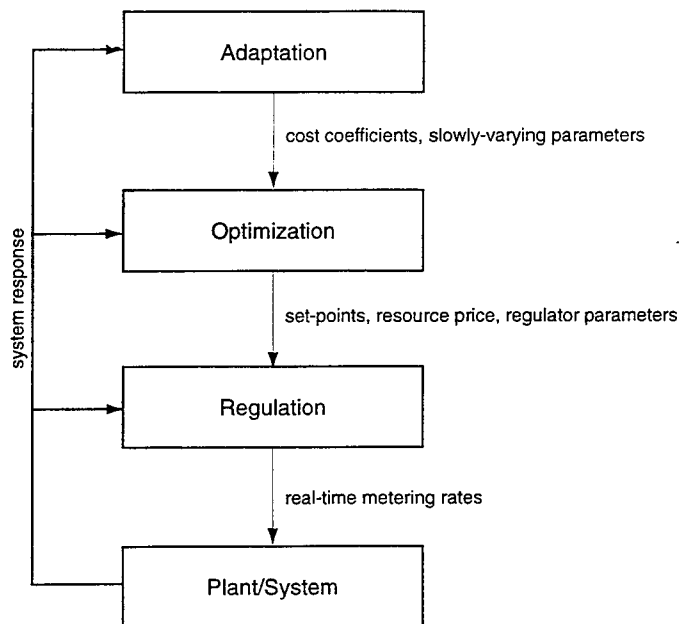 Adaptation
cost coefficients, slowly-varying parameters
Optimization
system response
set-points, resource price, regulator parameters
Regulation
real-time metering rates
Plant/System